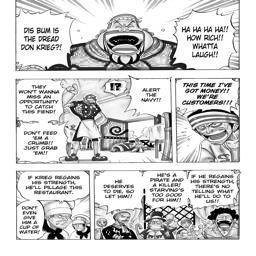 DIS BUM IS
THE DREAD
DON KRIEG?!
HA HA HA HA!!
HOW RICH!!
WHATTA
LAUGH!!
THEY
WON'T WANNA
MISS AN
OPPORTUNITY
TO CATCH
THIS FIEND!
DON'T FEED
'EM A
CRUMB!!
JUST GRAB
'EM!!
!?
ALERT
THE
NAVY!!
THIS TIME I'VE
GOT MONEY!!
WE'RE
CUSTOMERS!!!
IF KRIEG REGAINS
HIS STRENGTH,
HE'LL PILLAGE THIS
RESTAURANT.
DON'T
EVEN
GIVE
HIM A
CUP OF
WATER!
HE
DESERVES
TO DIE, SO
LET HIM!!
HE'S A
PIRATE AND
A KILLER!
STARVING'S
TOO GOOD
FOR HIM!!
IF HE REGAINS
HIS STRENGTH,
THERE'S NO
TELLING WHAT
HE'LL DO TO
US!!